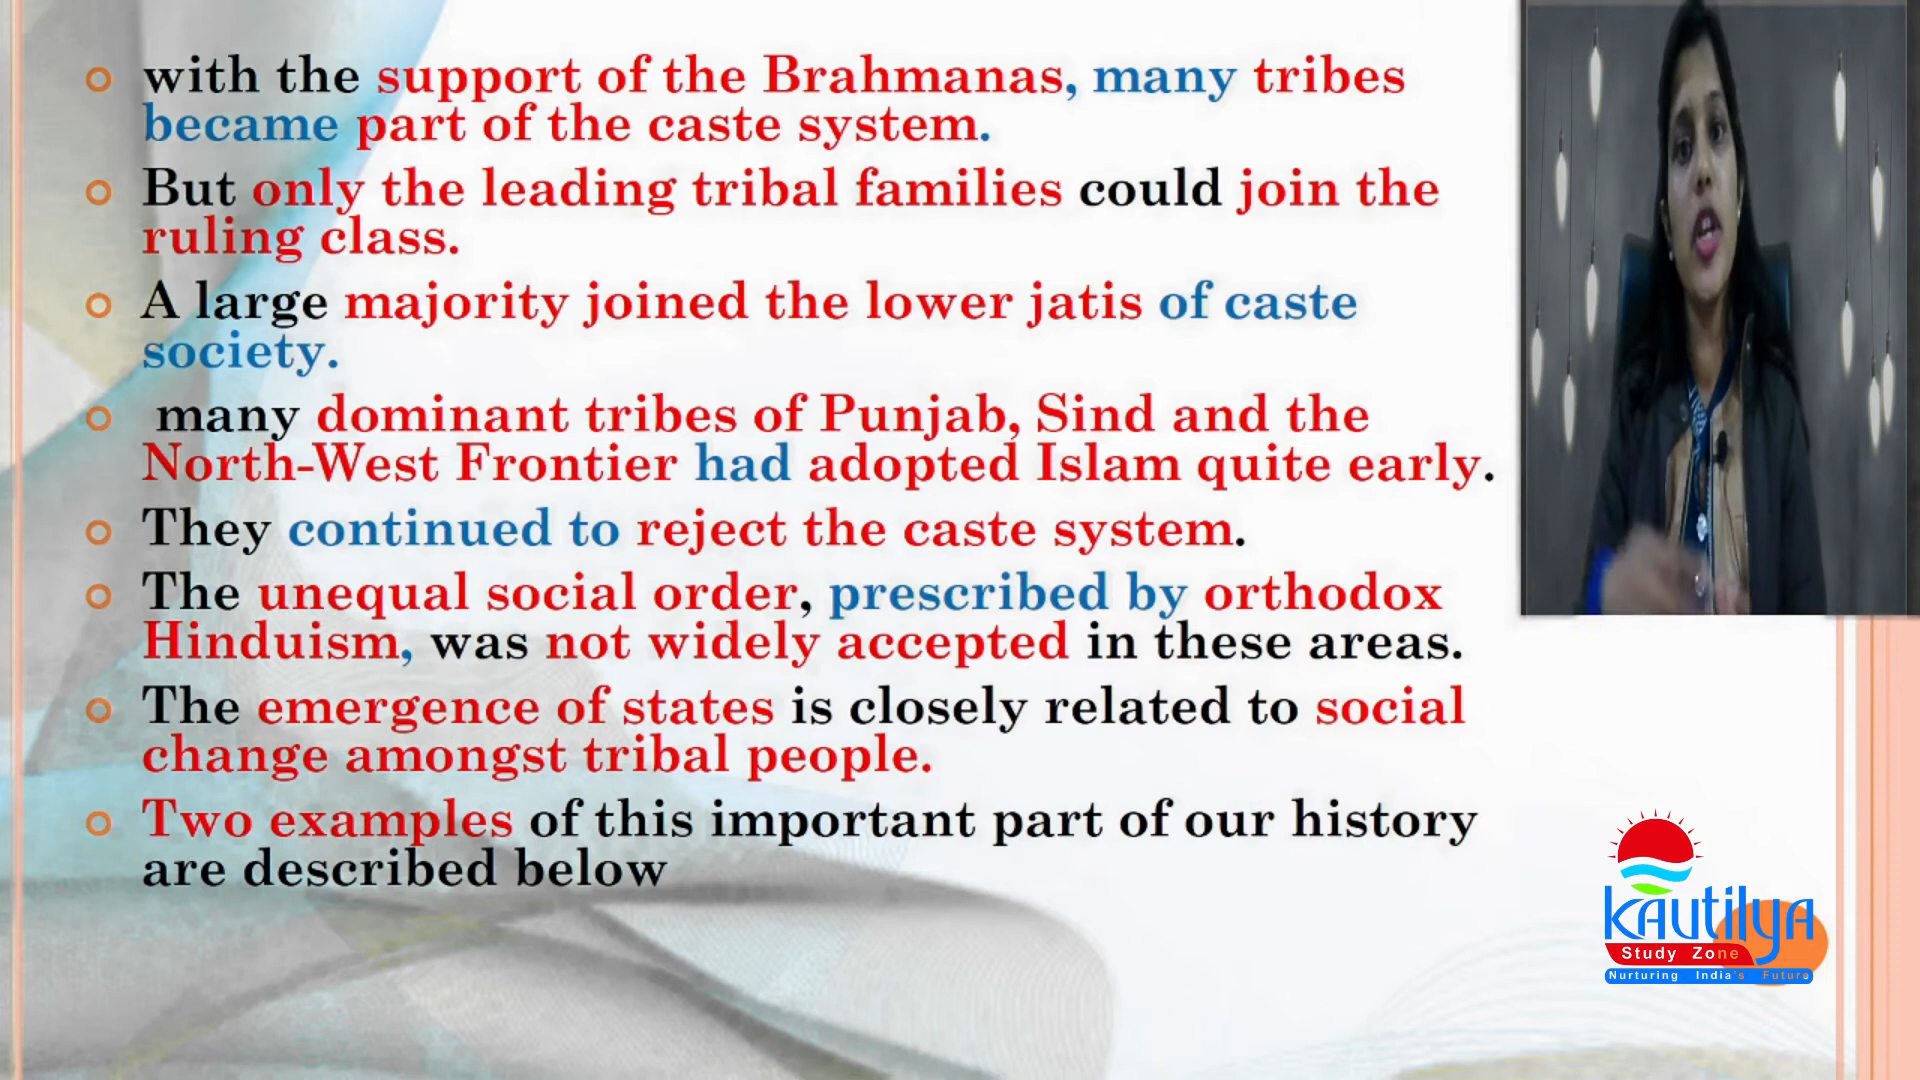 with the support of the Brahmanas, many tribes
became part of the caste system.
But only the leading tribal families could join the
ruling class.
A large majority joined the lower jatis of caste
society.
many dominant tribes of Punjab, Sind and the
North-West Frontier had adopted Islam quite early.
They continued to reject the caste system.
The unequal social order, prescribed by orthodox
Hinduism, was not widely accepted in these areas.
The emergence of states is closely related to social
change amongst tribal people.
Two examples of this important part of our history
are described below
kAutilyA
Study Zone
Nurturing India's Future